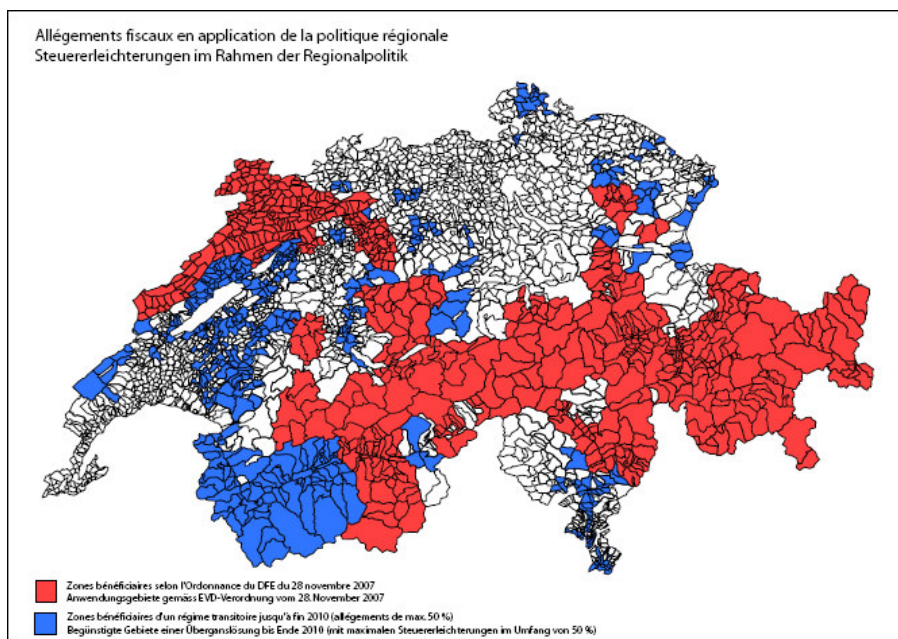 Allégements fiscaux en application de la politique régionale
Steuererleichterungen im Rahmen der Regionalpolitik
Zones bénéficiaires selon l'Ordonnance du DFE du 28 novembre 2007
Anwendungsgebiete gemäss EVD-Verordnung vom 28. November 2007
Zones bénéficiaires d'un régime transitoire jusqu'à fin 2010 (allégements de max. 50 %)
Begünstigte Gebiete einer Überganslösung bis Ende 2010 (mit maximalen Steuererleichterungen im Umfang von 50 %)